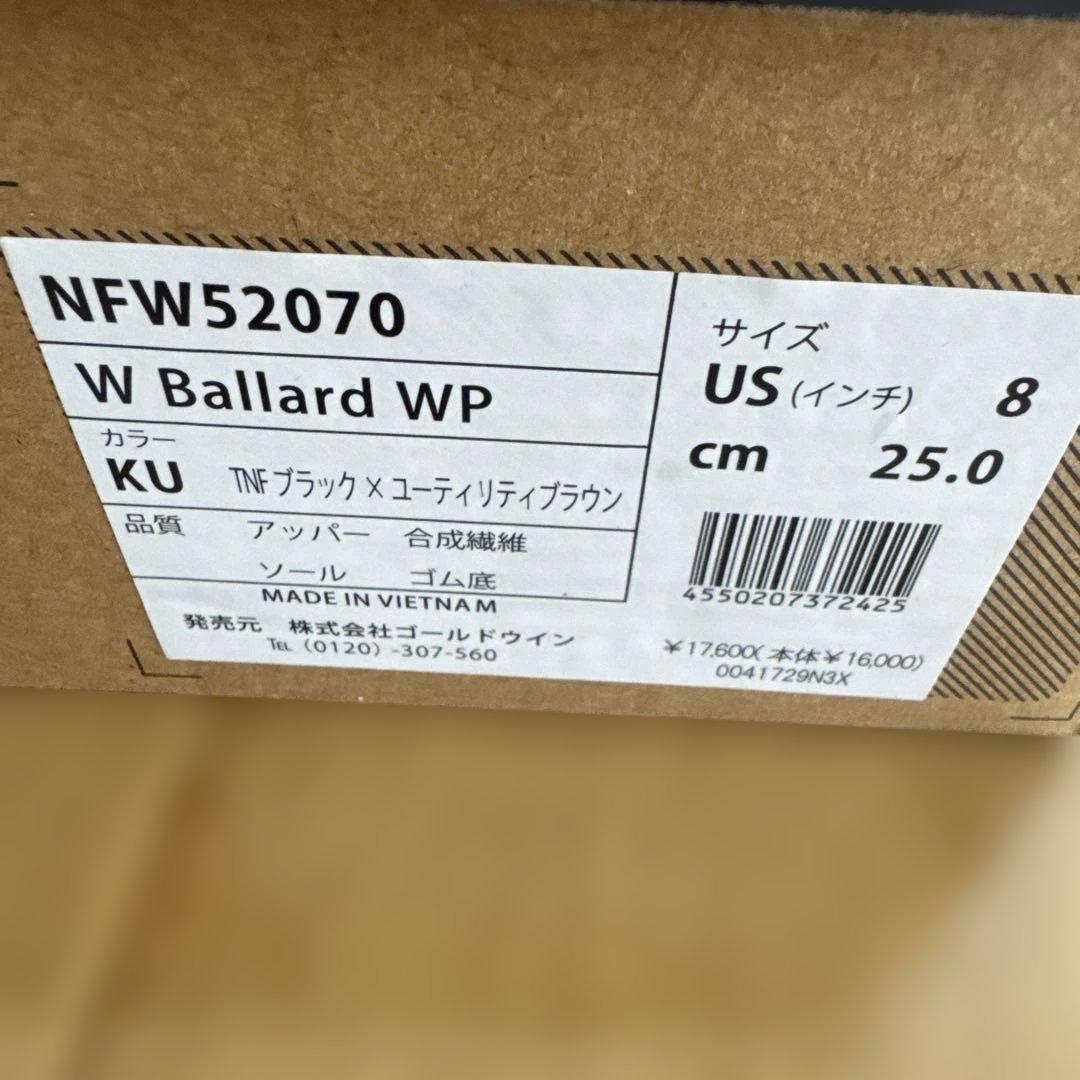 NFW52070
W Ballard WP
カラー
KU TNFブラック×ユーティリティブラウン
品質 アッパー 合成繊維
ソール ゴム底
MADE IN VIETNAM
発売元 株式会社ゴールドウイン
TEL (0120) -307-560
サイズ
US (インチ) 8
cm 25.0
4550207372425
¥17,600(本体¥16,000)
0041729N3X